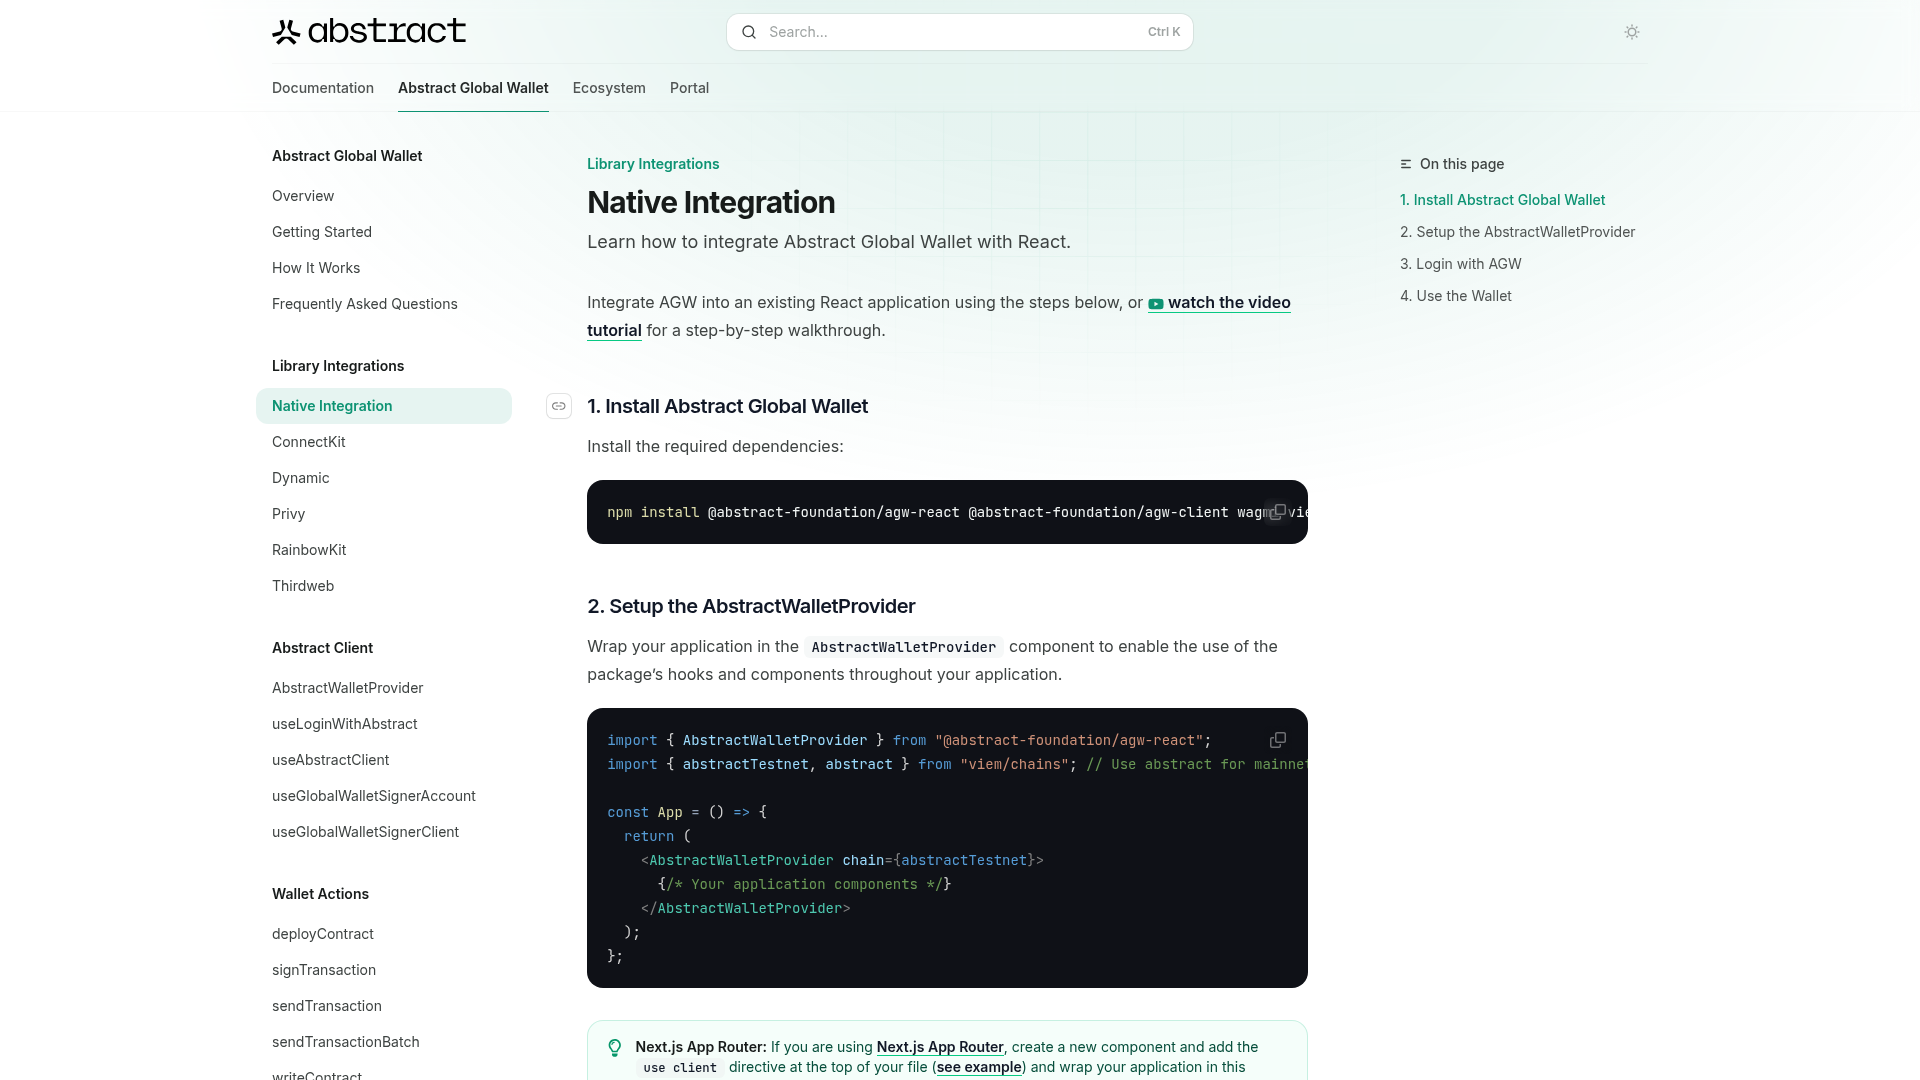 abstract
Search...
Ctrl K
Documentation
Abstract Global Wallet
Ecosystem
Portal
Abstract Global Wallet
Overview
Getting Started
How It Works
Frequently Asked Questions
Library Integrations
Native Integration
ConnectKit
Dynamic
Privy
RainbowKit
Thirdweb
Abstract Client
AbstractWalletProvider
useLoginWithAbstract
useAbstractClient
useGlobalWalletSignerAccount
useGlobalWalletSignerClient
Wallet Actions
deployContract
signTransaction
sendTransaction
sendTransactionBatch
writeContract
Library Integrations
Native Integration
Learn how to integrate Abstract Global Wallet with React.
Integrate AGW into an existing React application using the steps below, or watch the video
tutorial for a step-by-step walkthrough.
1. Install Abstract Global Wallet
Install the required dependencies:
npm install @abstract-foundation/agw-react @abstract-foundation/agw-client
2. Setup the AbstractWalletProvider
Wrap your application in the AbstractWalletProvider component to enable the use of the
package’s hooks and components throughout your application.
import { AbstractWalletProvider } from "@abstract-foundation/agw-react";
import { abstractTestnet, abstract } from "viem/chains"; // Use abstract for mainnet
const App = () => {
return (
<AbstractWalletProvider chain={abstractTestnet}>
{/* Your application components */}
</AbstractWalletProvider>
);
};
Next.js App Router: If you are using Next.js App Router, create a new component and add the
use client directive at the top of your file (see example) and wrap your application in this
On this page
1. Install Abstract Global Wallet
2. Setup the AbstractWalletProvider
3. Login with AGW
4. Use the Wallet